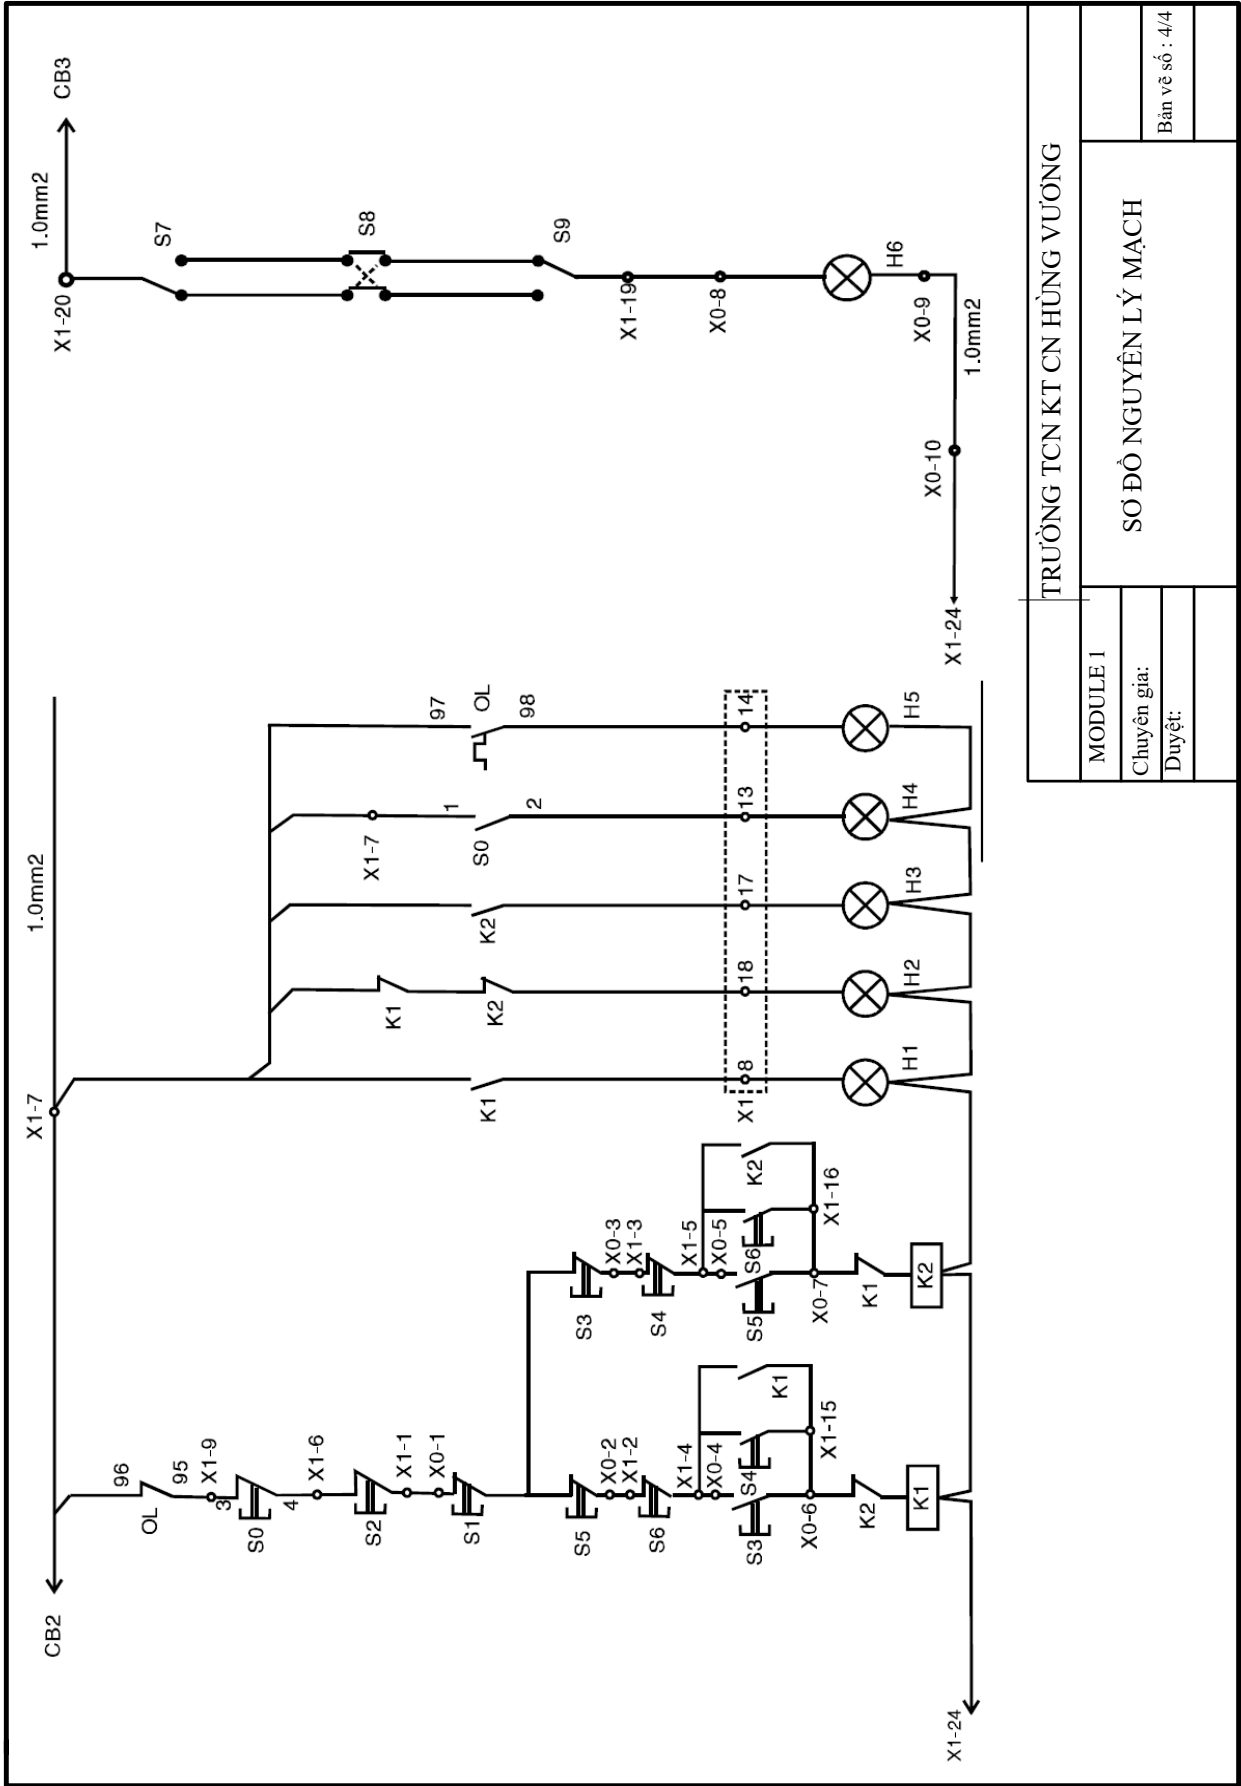 CB2
1.0mm2
X1-7
96
OL
95
X1-9
3
S0
4
X1-6
S2
X1-1
X0-1
S1
S5
X0-2
X1-2
S6
X1-4
X0-4
S4
S3
K1
X1-15
X0-6
K2
K1
S3
X0-3
X1-3
S4
X1-5
X0-5
S6
S5
K2
X1-16
X0-7
K1
K2
X1-24
K1
X1
8
H1
K1
K2
18
H2
K2
17
H3
X1-7
1
S0
2
13
H4
97
OL
98
14
H5
CB3
1.0mm2
X1-20
S7
S8
S9
X1-19
X0-8
H6
X0-9
1.0mm2
X0-10
X1-24
TRƯỜNG TCN KT CN HÙNG VƯƠNG
MODULE 1
Chuyên gia:
Duyệt:
SƠ ĐỒ NGUYÊN LÝ MẠCH
Bản vẽ số : 4/4